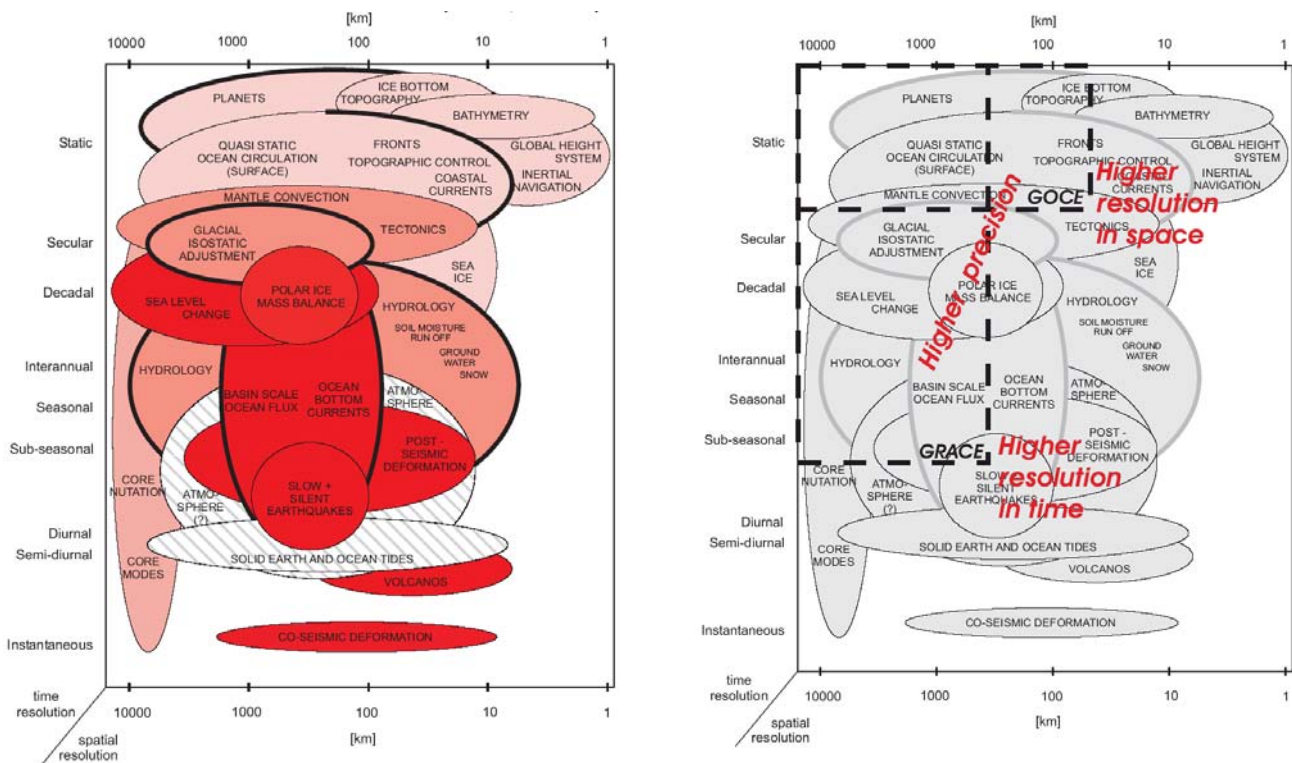 [km]
10000 1000 100 10 1
Static
Secular
Decadal
Interannual
Seasonal
Sub-seasonal
Diurnal
Semi-diurnal
Instantaneous
time
resolution
spatial
resolution
PLANETS
ICE BOTTOM
TOPOGRAPHY
BATHYMETRY
QUASI STATIC
OCEAN CIRCULATION
(SURFACE)
FRONTS
TOPOGRAPHIC CONTROL
COASTAL
CURRENTS
GLOBAL HEIGHT
SYSTEM
INERTIAL
NAVIGATION
MANTLE CONVECTION
GLACIAL
ISOSTATIC
ADJUSTMENT
TECTONICS
SEA
ICE
POLAR ICE
MASS BALANCE
SEA LEVEL
CHANGE
HYDROLOGY
SOIL MOISTURE
RUN OFF
GROUND
WATER
SNOW
HYDROLOGY
BASIN SCALE
OCEAN FLUX
OCEAN
BOTTOM
CURRENTS
ATMO-
SPHERE
POST -
SEISMIC
DEFORMATION
CORE
NUTATION
ATMO-
SPHERE
(?)
SLOW +
SILENT
EARTHQUAKES
SOLID EARTH AND OCEAN TIDES
CORE
MODES
VOLCANOS
CO-SEISMIC DEFORMATION
10000 1000 100 10 1
[km]
[km]
10000 1000 100 10 1
Static
Secular
Decadal
Interannual
Seasonal
Sub-seasonal
Diurnal
Semi-diurnal
Instantaneous
time
resolution
spatial
resolution
PLANETS
ICE BOTTOM
TOPOGRAPHY
BATHYMETRY
QUASI STATIC
OCEAN CIRCULATION
(SURFACE)
FRONTS
TOPOGRAPHIC CONTROL
CURRENTS
GLOBAL HEIGHT
SYSTEM
INERTIAL
NAVIGATION
MANTLE CONVECTION
GOCE
Higher
resolution
in space
Higher precision
GLACIAL
ISOSTATIC
ADJUSTMENT
TECTONICS
SEA
ICE
POLAR ICE
MASS BALANCE
SEA LEVEL
CHANGE
HYDROLOGY
SOIL MOISTURE
RUN OFF
GROUND
WATER
SNOW
HYDROLOGY
BASIN SCALE
OCEAN FLUX
OCEAN
BOTTOM
CURRENTS
ATMO-
SPHERE
POST -
SEISMIC
DEFORMATION
GRACE
Higher
resolution
in time
CORE
NUTATION
ATMO-
SPHERE
(?)
SLOW +
SILENT
EARTHQUAKES
SOLID EARTH AND OCEAN TIDES
CORE
MODES
VOLCANOS
CO-SEISMIC DEFORMATION
10000 1000 100 10 1
[km]